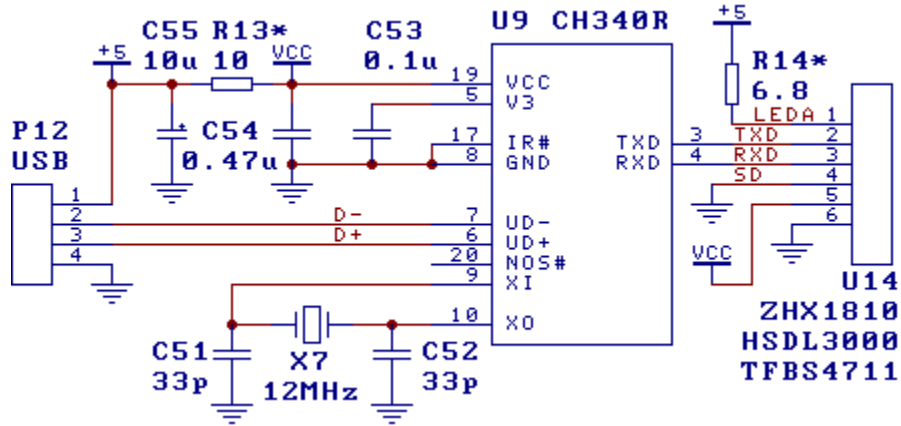 U9 CH340R
C55 R13* C53
+5 10u 10 VCC 0.1u
+5
R14*
6.8
19 VCC
5 V3
P12
USB
C54
0.47u
17 IR#
8 GND
TXD 3
RXD 4
LEDA 1
TXD 2
RXD 3
SD 4
5
6
1
2 D- 7 UD-
3 D+ 6 UD+
4 20 NOS#
9 XI
10 XO
VCC
U14
ZHX1810
HSDL3000
TFBS4711
C51
33p
X7
12MHz
C52
33p